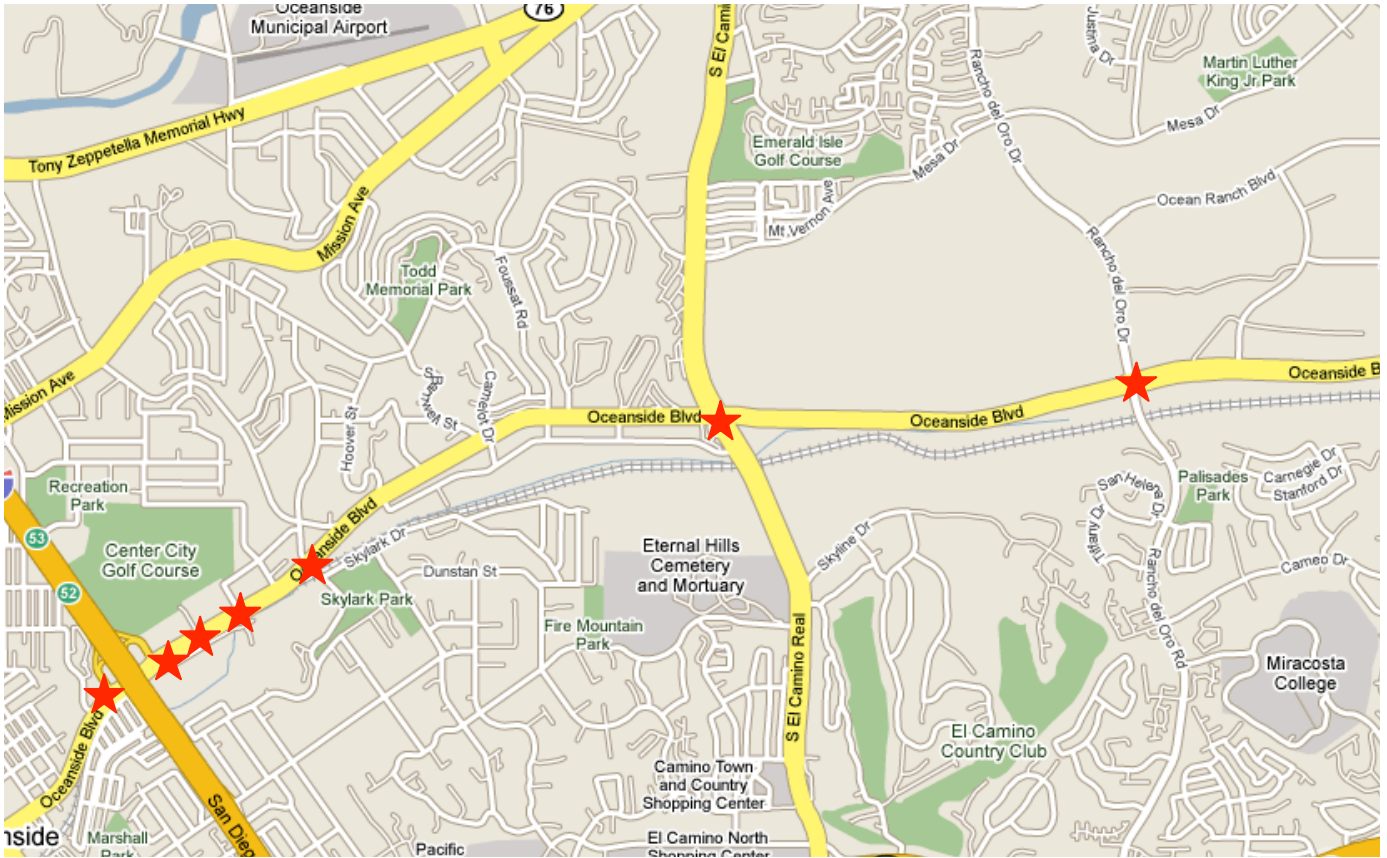 Oceanside
Municipal Airport
76
S El Cami
Justina Dr
Martin Luther
King Jr Park
Rancho del Oro Dr
Tony Zeppetella Memorial Hwy
Mesa Dr
Emerald Isle
Golf Course
Mesa Dr
Mission Ave
Mt Vernon Ave
Ocean Ranch Blvd
Todd
Memorial Park
Foussat Rd
Rancho del Oro Dr
Mission Ave
Barnwell St
Camelot Dr
Hoover St
Oceanside Blvd
Oceanside Blvd
Oceanside B
Recreation
Park
53
52
Center City
Golf Course
Oceanside Blvd
Skylark Dr
Dunstan St
Skylark Park
Fire Mountain
Park
Eternal Hills
Cemetery
and Mortuary
Skyline Dr
San Helena Dr
Tiffany Dr
Palisades
Park
Carnegie Dr
Stanford Dr
Cameo Dr
Rancho del Oro Rd
S El Camino Real
Miracosta
College
El Camino
Country Club
Oceanside Blvd
San Dieg
Camino Town
and Country
Shopping Center
nside
Marshall
Park
Pacific
El Camino North
Shopping Center